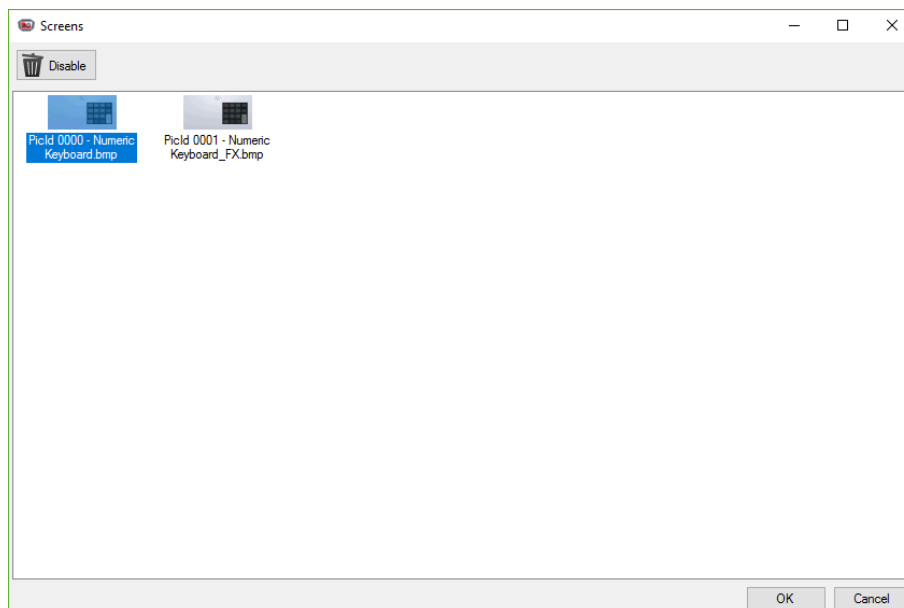 Screens
Disable
PicId 0000 - Numeric
Keyboard.bmp
PicId 0001 - Numeric
Keyboard_FX.bmp
OK
Cancel